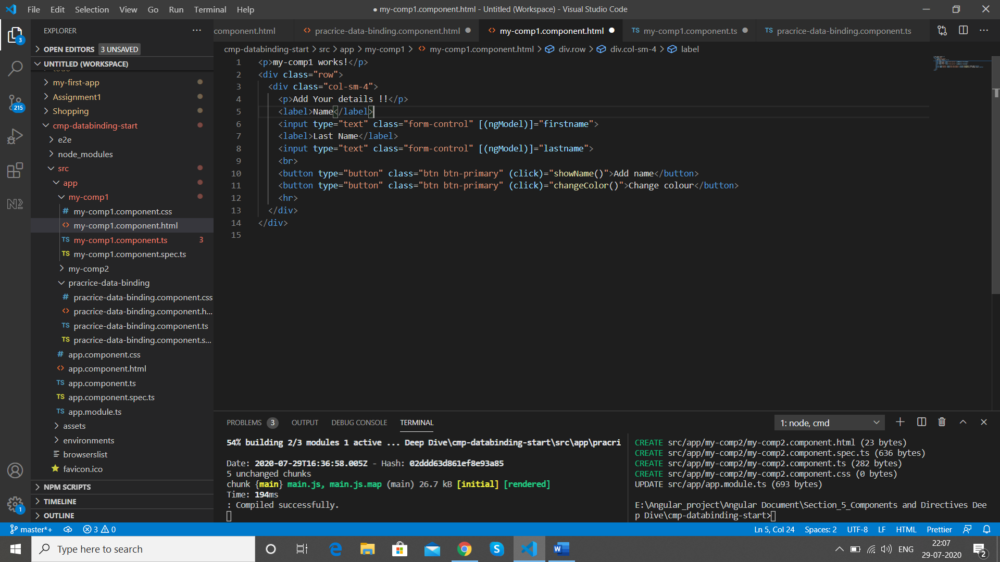 File Edit Selection View Go Run Terminal Help
● my-comp1.component.html - Untitled (Workspace) - Visual Studio Code
EXPLORER
component.html
<> pracrice-data-binding.component.html
<> my-comp1.component.html
TS my-comp1.component.ts
TS pracrice-data-binding.component.ts
3
215
1
OPEN EDITORS 3 UNSAVED
UNTITLED (WORKSPACE)
my-first-app
Assignment1
Shopping
cmp-databinding-start
e2e
node_modules
src
app
my-comp1
# my-comp1.component.css
<> my-comp1.component.html
TS my-comp1.component.ts 3
TS my-comp1.component.spec.ts
my-comp2
pracrice-data-binding
# pracrice-data-binding.component.css
<> pracrice-data-binding.component.h...
TS pracrice-data-binding.component.ts
TS pracrice-data-binding.component.s...
# app.component.css
<> app.component.html
TS app.component.ts
TS app.component.spec.ts
TS app.module.ts
assets
environments
browserslist
favicon.ico
NPM SCRIPTS
TIMELINE
OUTLINE
cmp-databinding-start > src > app > my-comp1 > <> my-comp1.component.html > div.row > div.col-sm-4 > label
1 <p>my-comp1 works!</p>
2 <div class="row">
3 <div class="col-sm-4">
4 <p>Add Your details !!</p>
5 <label>Name</label>
6 <input type="text" class="form-control" [(ngModel)]="firstname">
7 <label>Last Name</label>
8 <input type="text" class="form-control" [(ngModel)]="lastname">
9 <br>
10 <button type="button" class="btn btn-primary" (click)="showName()">Add name</button>
11 <button type="button" class="btn btn-primary" (click)="changeColor()">Change colour</button>
12 <hr>
13 </div>
14 </div>
15
PROBLEMS 3 OUTPUT DEBUG CONSOLE TERMINAL
1: node, cmd
54% building 2/3 modules 1 active ... Deep Dive\cmp-databinding-start\src\app\pracri
Date: 2020-07-29T16:36:58.005Z - Hash: 02ddd63d861ef8e93a85
5 unchanged chunks
chunk {main} main.js, main.js.map (main) 26.7 kB [initial] [rendered]
Time: 194ms
: Compiled successfully.
CREATE src/app/my-comp2/my-comp2.component.html (23 bytes)
CREATE src/app/my-comp2/my-comp2.component.spec.ts (636 bytes)
CREATE src/app/my-comp2/my-comp2.component.ts (282 bytes)
CREATE src/app/my-comp2/my-comp2.component.css (0 bytes)
UPDATE src/app/app.module.ts (693 bytes)
E:\Angular_project\Angular Document\Section_5_Components and Directives Dee
p Dive\cmp-databinding-start>
master*+ 3 0
Ln 5, Col 24 Spaces: 2 UTF-8 LF HTML Prettier
Type here to search
ENG
22:07
29-07-2020
2